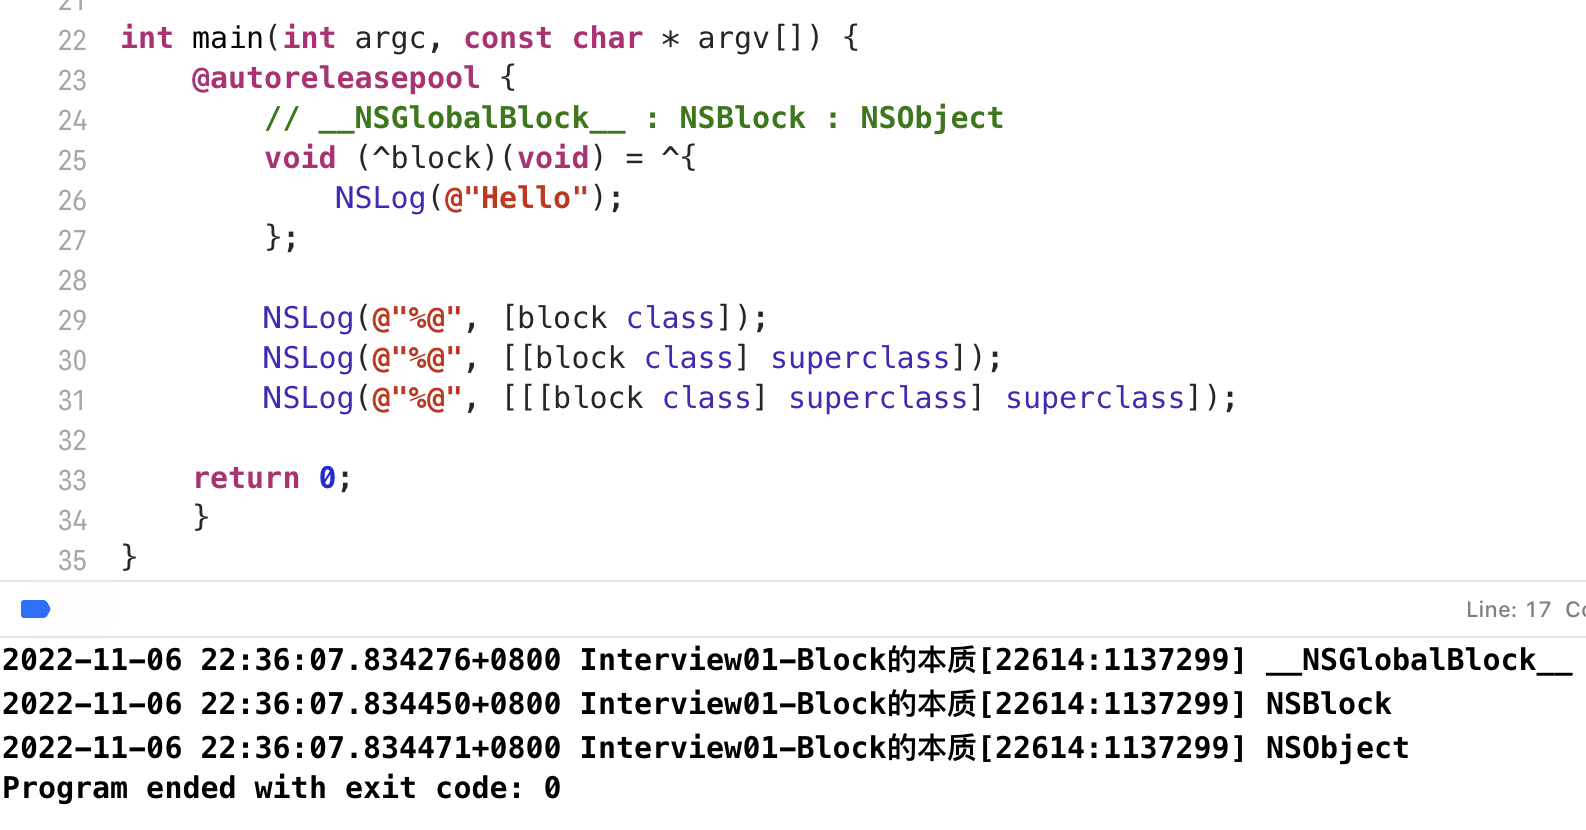 21
22 int main(int argc, const char * argv[]) {
23 @autoreleasepool {
24 // __NSGlobalBlock__ : NSBlock : NSObject
25 void (^block)(void) = ^{
26 NSLog(@"Hello");
27 };
28
29 NSLog(@"%@", [block class]);
30 NSLog(@"%@", [[block class] superclass]);
31 NSLog(@"%@", [[[block class] superclass] superclass]);
32
33 return 0;
34 }
35 }
Line: 17 Co
2022-11-06 22:36:07.834276+0800 Interview01-Block的本质[22614:1137299] __NSGlobalBlock__
2022-11-06 22:36:07.834450+0800 Interview01-Block的本质[22614:1137299] NSBlock
2022-11-06 22:36:07.834471+0800 Interview01-Block的本质[22614:1137299] NSObject
Program ended with exit code: 0